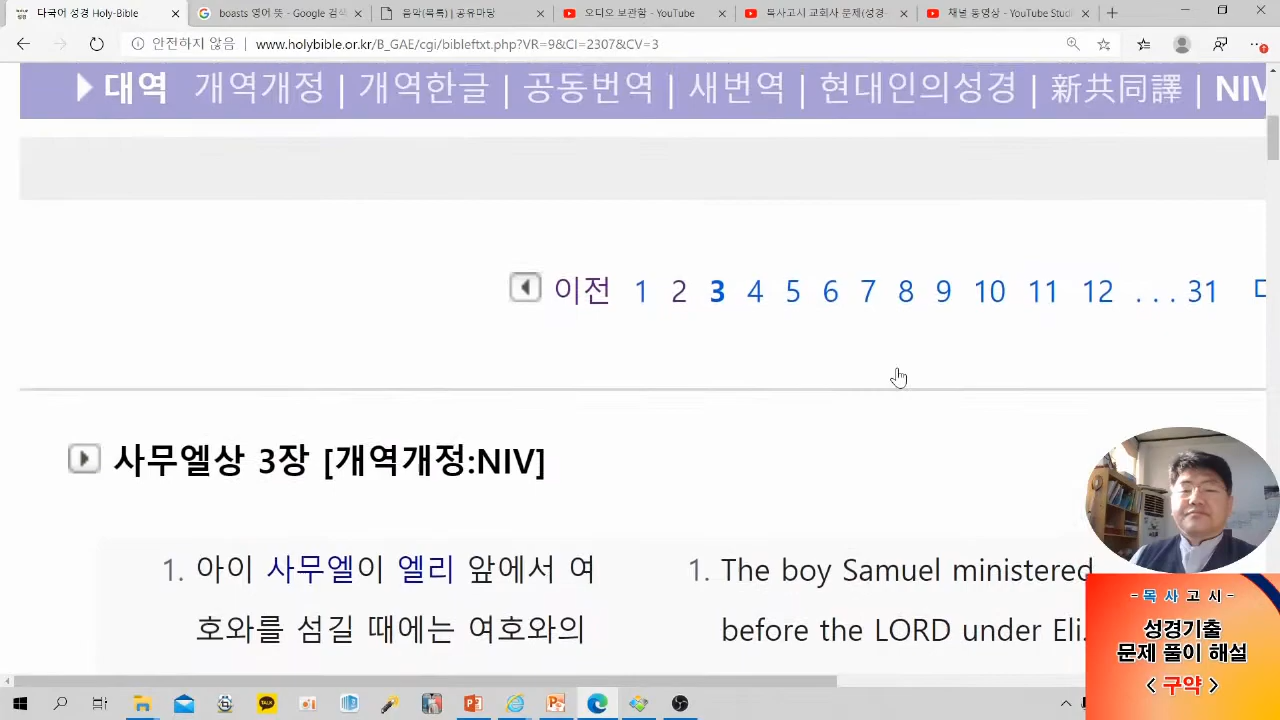 다국어 성경 Holy-Bible
boasts 영어 뜻 - Google 검색
음악(목록) | 공유마당
오디오 보관함 - YouTube
목사고시 교회사 문제(성경-
채널 동영상 - YouTube Stud
안전하지 않음 | www.holybible.or.kr/B_GAE/cgi/bibleftxt.php?VR=9&CI=2307&CV=3
대역 개역개정 | 개역한글 | 공동번역 | 새번역 | 현대인의성경 | 新共同譯 | NIV
이전 1 2 3 4 5 6 7 8 9 10 11 12 . . . 31
사무엘상 3장 [개역개정:NIV]
1. 아이 사무엘이 엘리 앞에서 여
호와를 섬길 때에는 여호와의
1. The boy Samuel ministered
before the LORD under Eli.
- 목 사 고 시 -
성경기출
문제 풀이 해설
< 구약 >